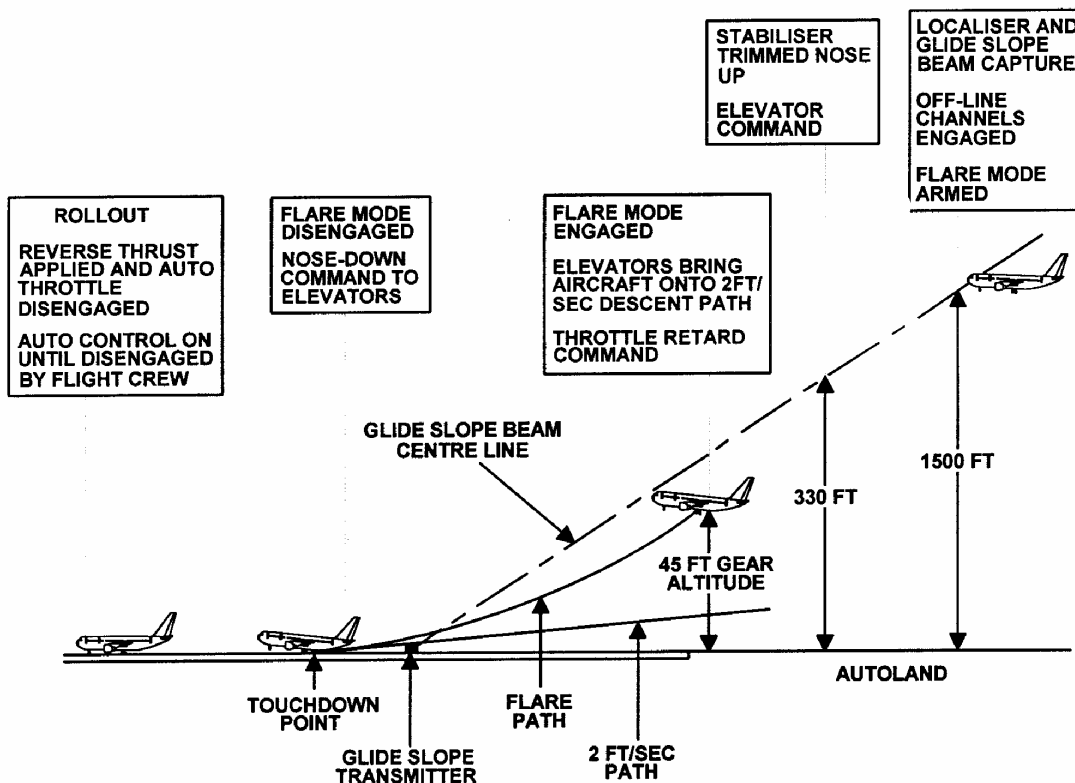 STABILISER
TRIMMED NOSE
UP
ELEVATOR
COMMAND
LOCALISER AND
GLIDE SLOPE
BEAM CAPTURE
OFF-LINE
CHANNELS
ENGAGED
FLARE MODE
ARMED
ROLLOUT
REVERSE THRUST
APPLIED AND AUTO
THROTTLE
DISENGAGED
AUTO CONTROL ON
UNTIL DISENGAGED
BY FLIGHT CREW
FLARE MODE
DISENGAGED
NOSE-DOWN
COMMAND TO
ELEVATORS
FLARE MODE
ENGAGED
ELEVATORS BRING
AIRCRAFT ONTO 2FT/
SEC DESCENT PATH
THROTTLE RETARD
COMMAND
GLIDE SLOPE BEAM
CENTRE LINE
1500 FT
330 FT
45 FT GEAR
ALTITUDE
AUTOLAND
TOUCHDOWN
POINT
GLIDE SLOPE
TRANSMITTER
FLARE
PATH
2 FT/SEC
PATH